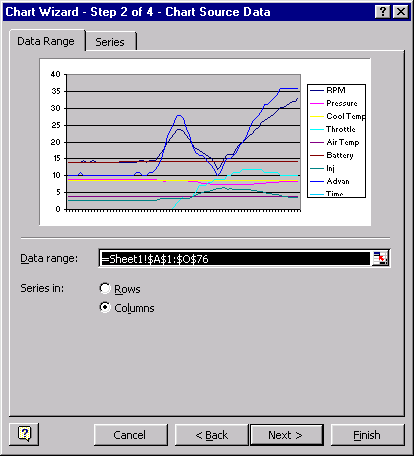 Chart Wizard - Step 2 of 4 - Chart Source Data
Data Range
Series
40
35
30
25
20
15
10
5
0
RPM
Pressure
Cool Temp
Throttle
Air Temp
Battery
Inj
Advan
Time
Data range:
=Sheet1!$A$1:$O$76
Series in:
Rows
Columns
Cancel
< Back
Next >
Finish